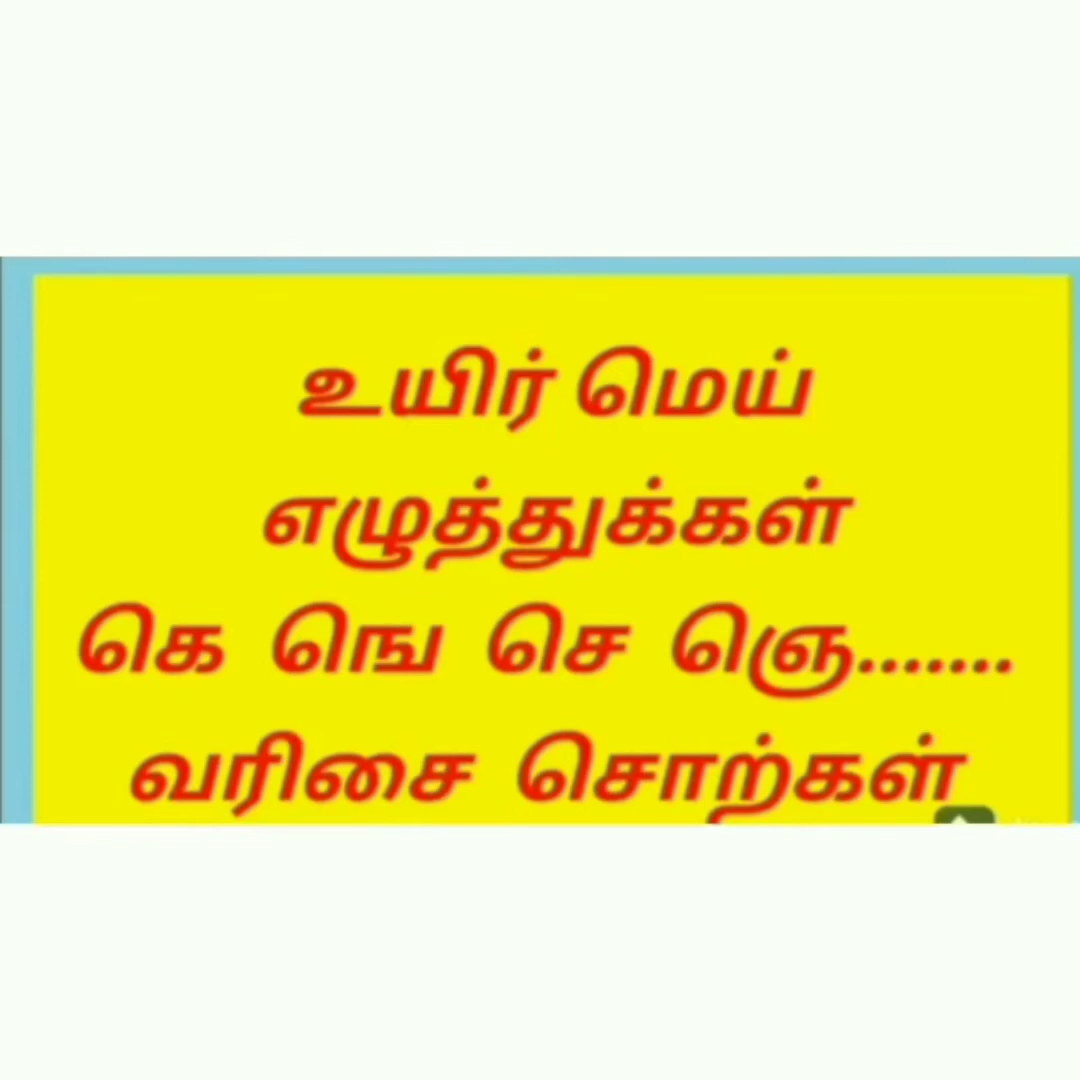 உயிர் மெய்
எழுத்துக்கள்
கெ ஙெ செ ஞெ.......
வரிசை சொற்கள்